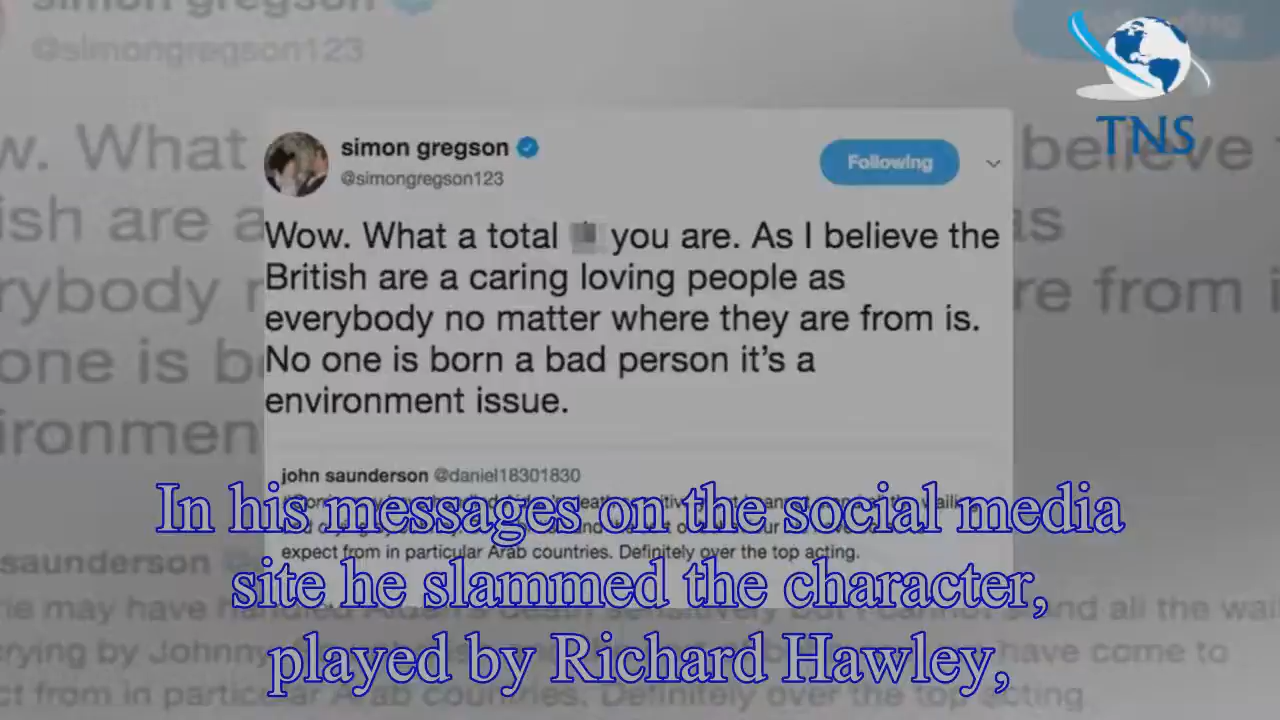 simon gregson
@simongregson123
TNS
simon gregson
Following
@simongregson123
Wow. What a total you are. As I believe the
British are a caring loving people as
everybody no matter where they are from is.
No one is born a bad person it's a
environment issue.
john saunderson @daniel18301830
expect from in particular Arab countries. Definitely over the top acting.
In his messages on the social media
site he slammed the character,
played by Richard Hawley,